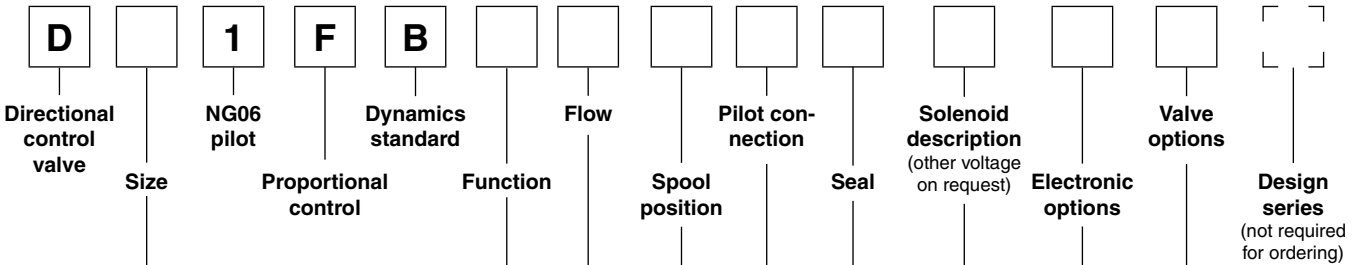 D 1 F B
Directional
control
valve
Size
NG06
pilot
Proportional
control
Dynamics
standard
Function
Flow
Spool
position
Pilot con-
nection
Seal
Solenoid
description
(other voltage
on request)
Electronic
options
Valve
options
Design
series
(not required
for ordering)